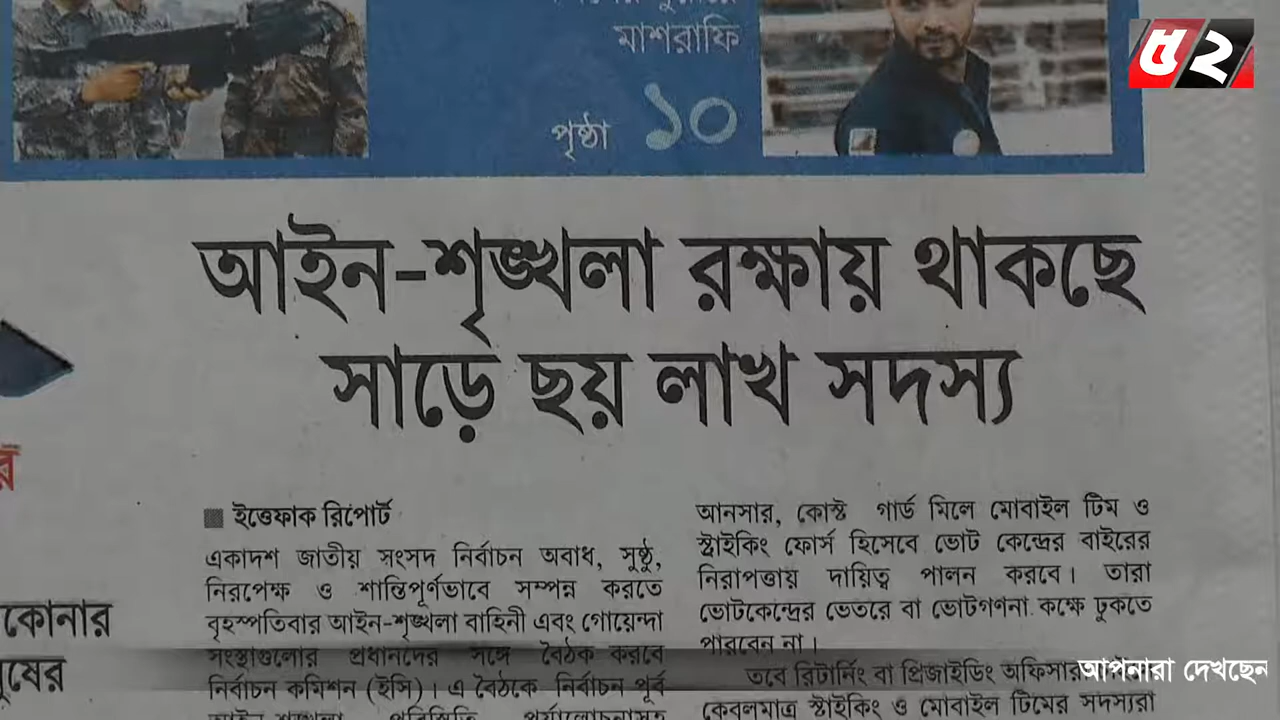 মাশরাফি
পৃষ্ঠা ১০
৫২
আইন-শৃঙ্খলা রক্ষায় থাকছে
সাড়ে ছয় লাখ সদস্য
ইত্তেফাক রিপোর্ট
একাদশ জাতীয় সংসদ নির্বাচন অবাধ, সুষ্ঠু,
নিরপেক্ষ ও শান্তিপূর্ণভাবে সম্পন্ন করতে
বৃহস্পতিবার আইন-শৃঙ্খলা বাহিনী এবং গোয়েন্দা
সংস্থাগুলোর প্রধানদের সঙ্গে বৈঠক করবে
নির্বাচন কমিশন (ইসি)। এ বৈঠকে নির্বাচন পূর্ব
আনসার, কোস্ট গার্ড মিলে মোবাইল টিম ও
স্ট্রাইকিং ফোর্স হিসেবে ভোট কেন্দ্রের বাইরের
নিরাপত্তায় দায়িত্ব পালন করবে। তারা
ভোটকেন্দ্রের ভেতরে বা ভোটগণনা কক্ষে ঢুকতে
পারবেন না।
তবে রিটার্নিং বা প্রিজাইডিং অফিসার
কেবলমাত্র স্ট্রাইকিং ও মোবাইল টিমের সদস্যরা
কোনার
আপনারা দেখছেন